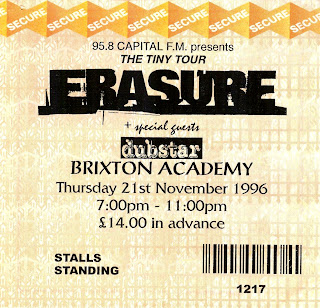 SECURE SECURE SECURE SECURE SECURE
95.8 CAPITAL F.M. presents
THE TINY TOUR
ERASURE
+ special guests
dubstar
BRIXTON ACADEMY
Thursday 21st November 1996
7:00pm - 11:00pm
£14.00 in advance
STALLS
STANDING
1217